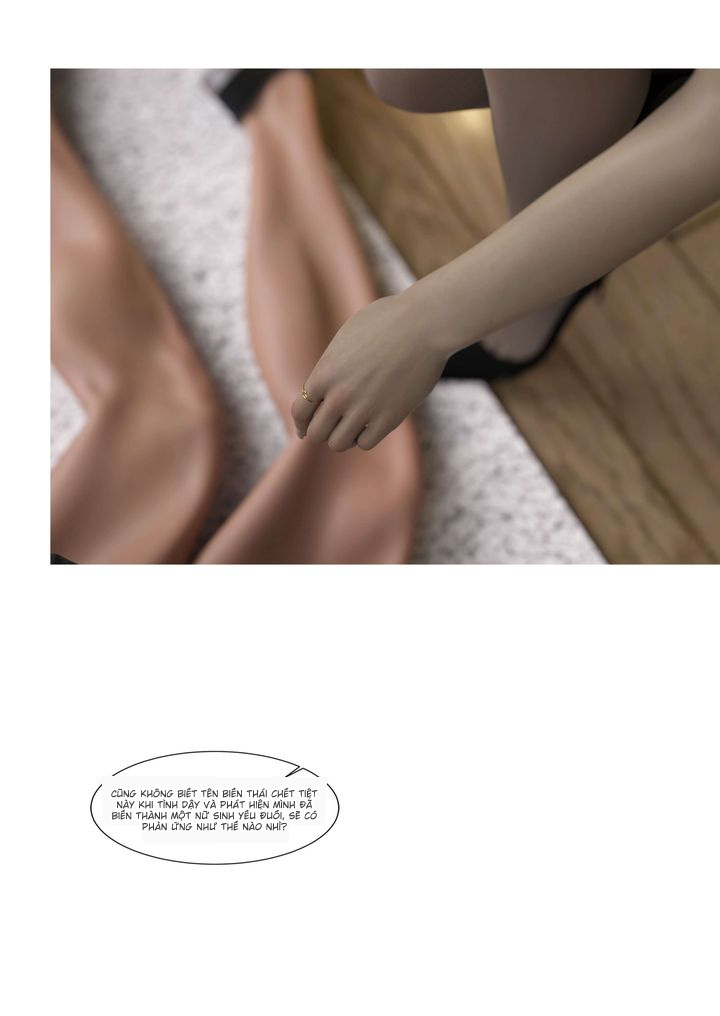 CŨNG KHÔNG BIẾT TÊN BIẾN THÁI CHẾT TIỆT
NÀY KHI TỈNH DẬY VÀ PHÁT HIỆN MÌNH ĐÃ
BIẾN THÀNH MỘT NỮ SINH YẾU ĐUỐI, SẼ CÓ
PHẢN ỨNG NHƯ THẾ NÀO NHỈ?